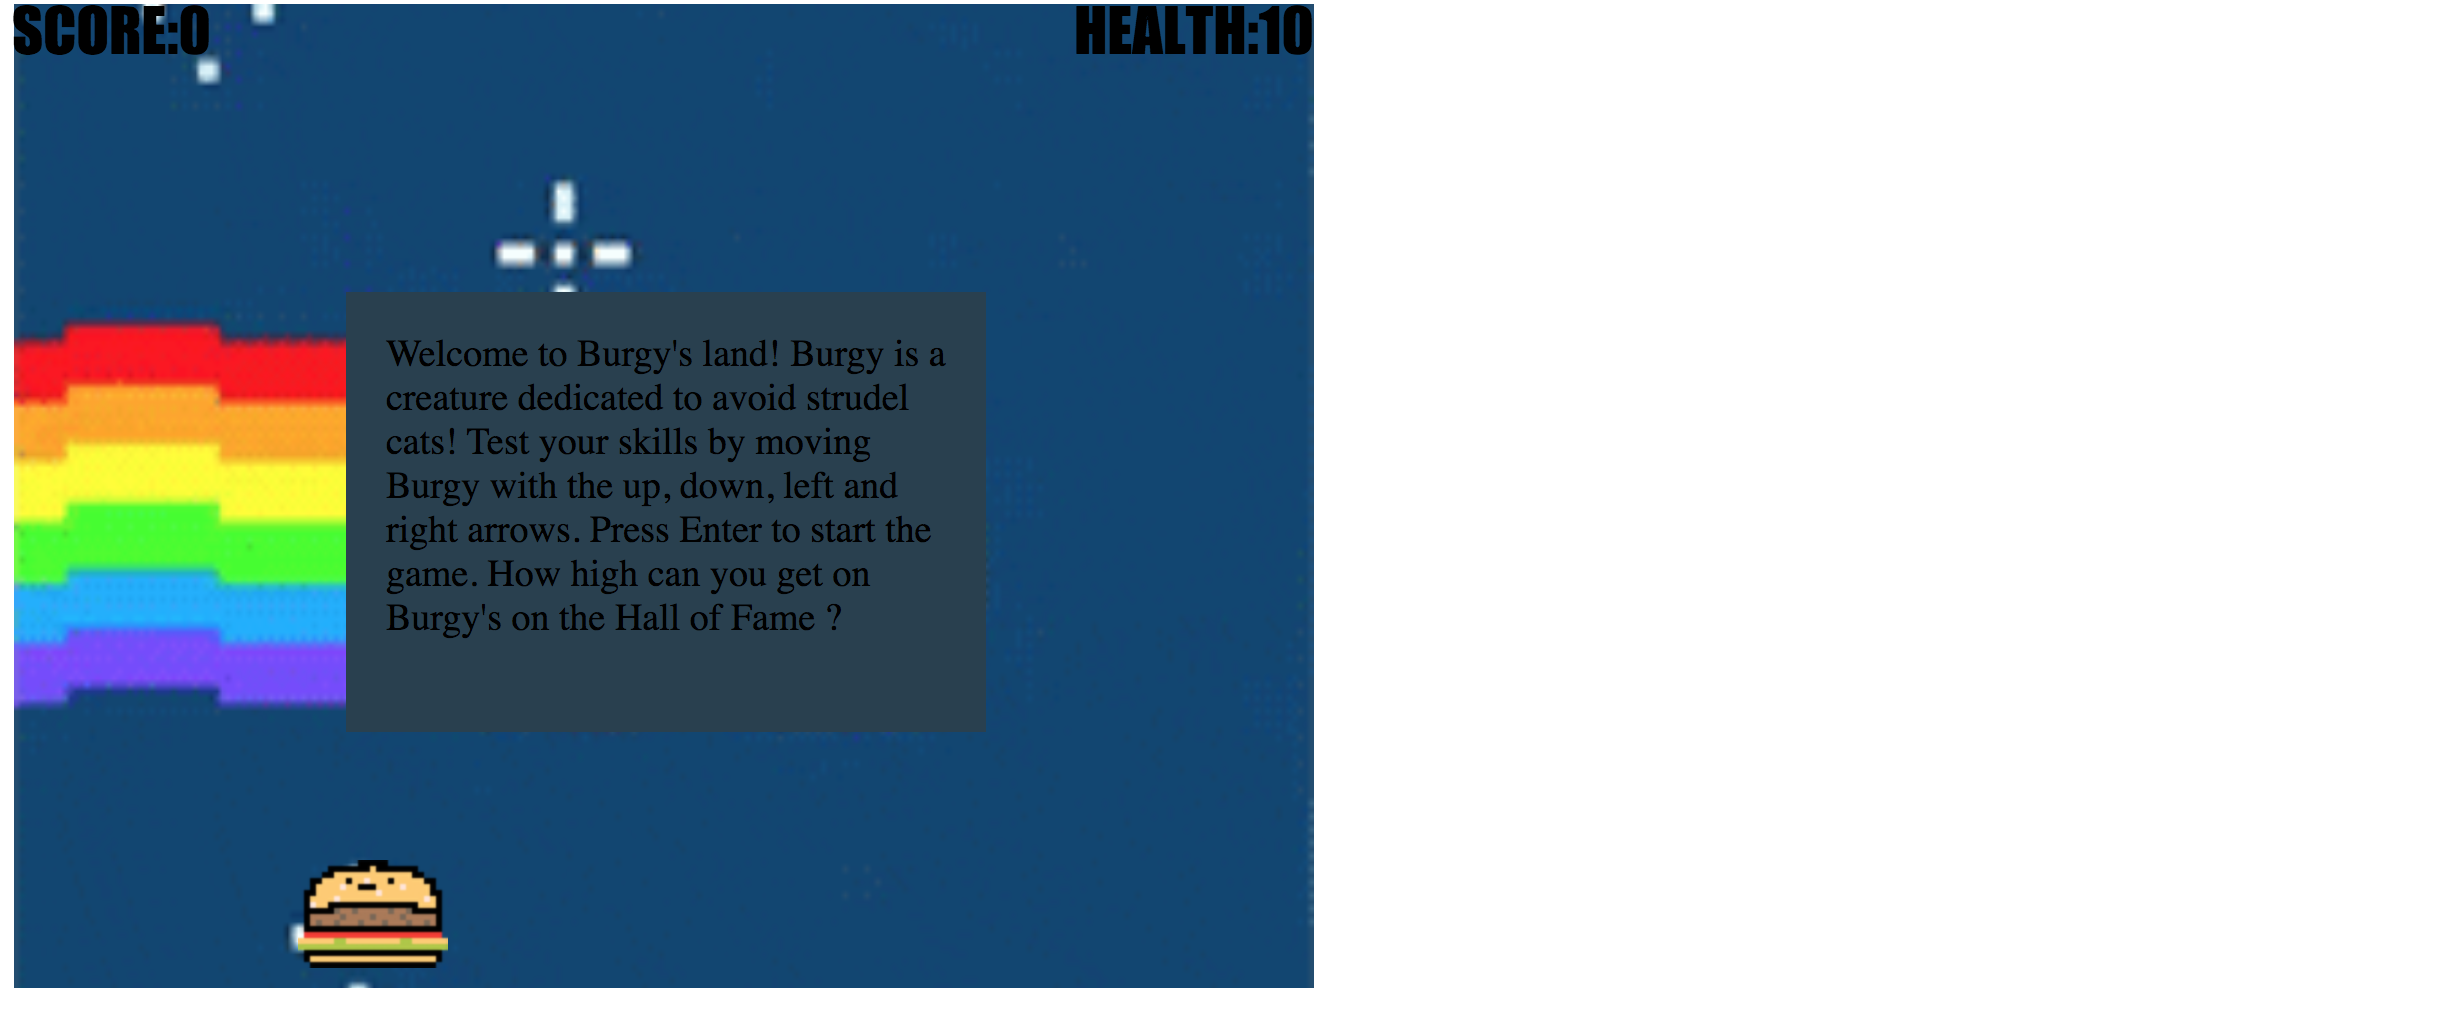 SCORE:0
HEALTH:10
Welcome to Burgy's land! Burgy is a
creature dedicated to avoid strudel
cats! Test your skills by moving
Burgy with the up, down, left and
right arrows. Press Enter to start the
game. How high can you get on
Burgy's on the Hall of Fame ?